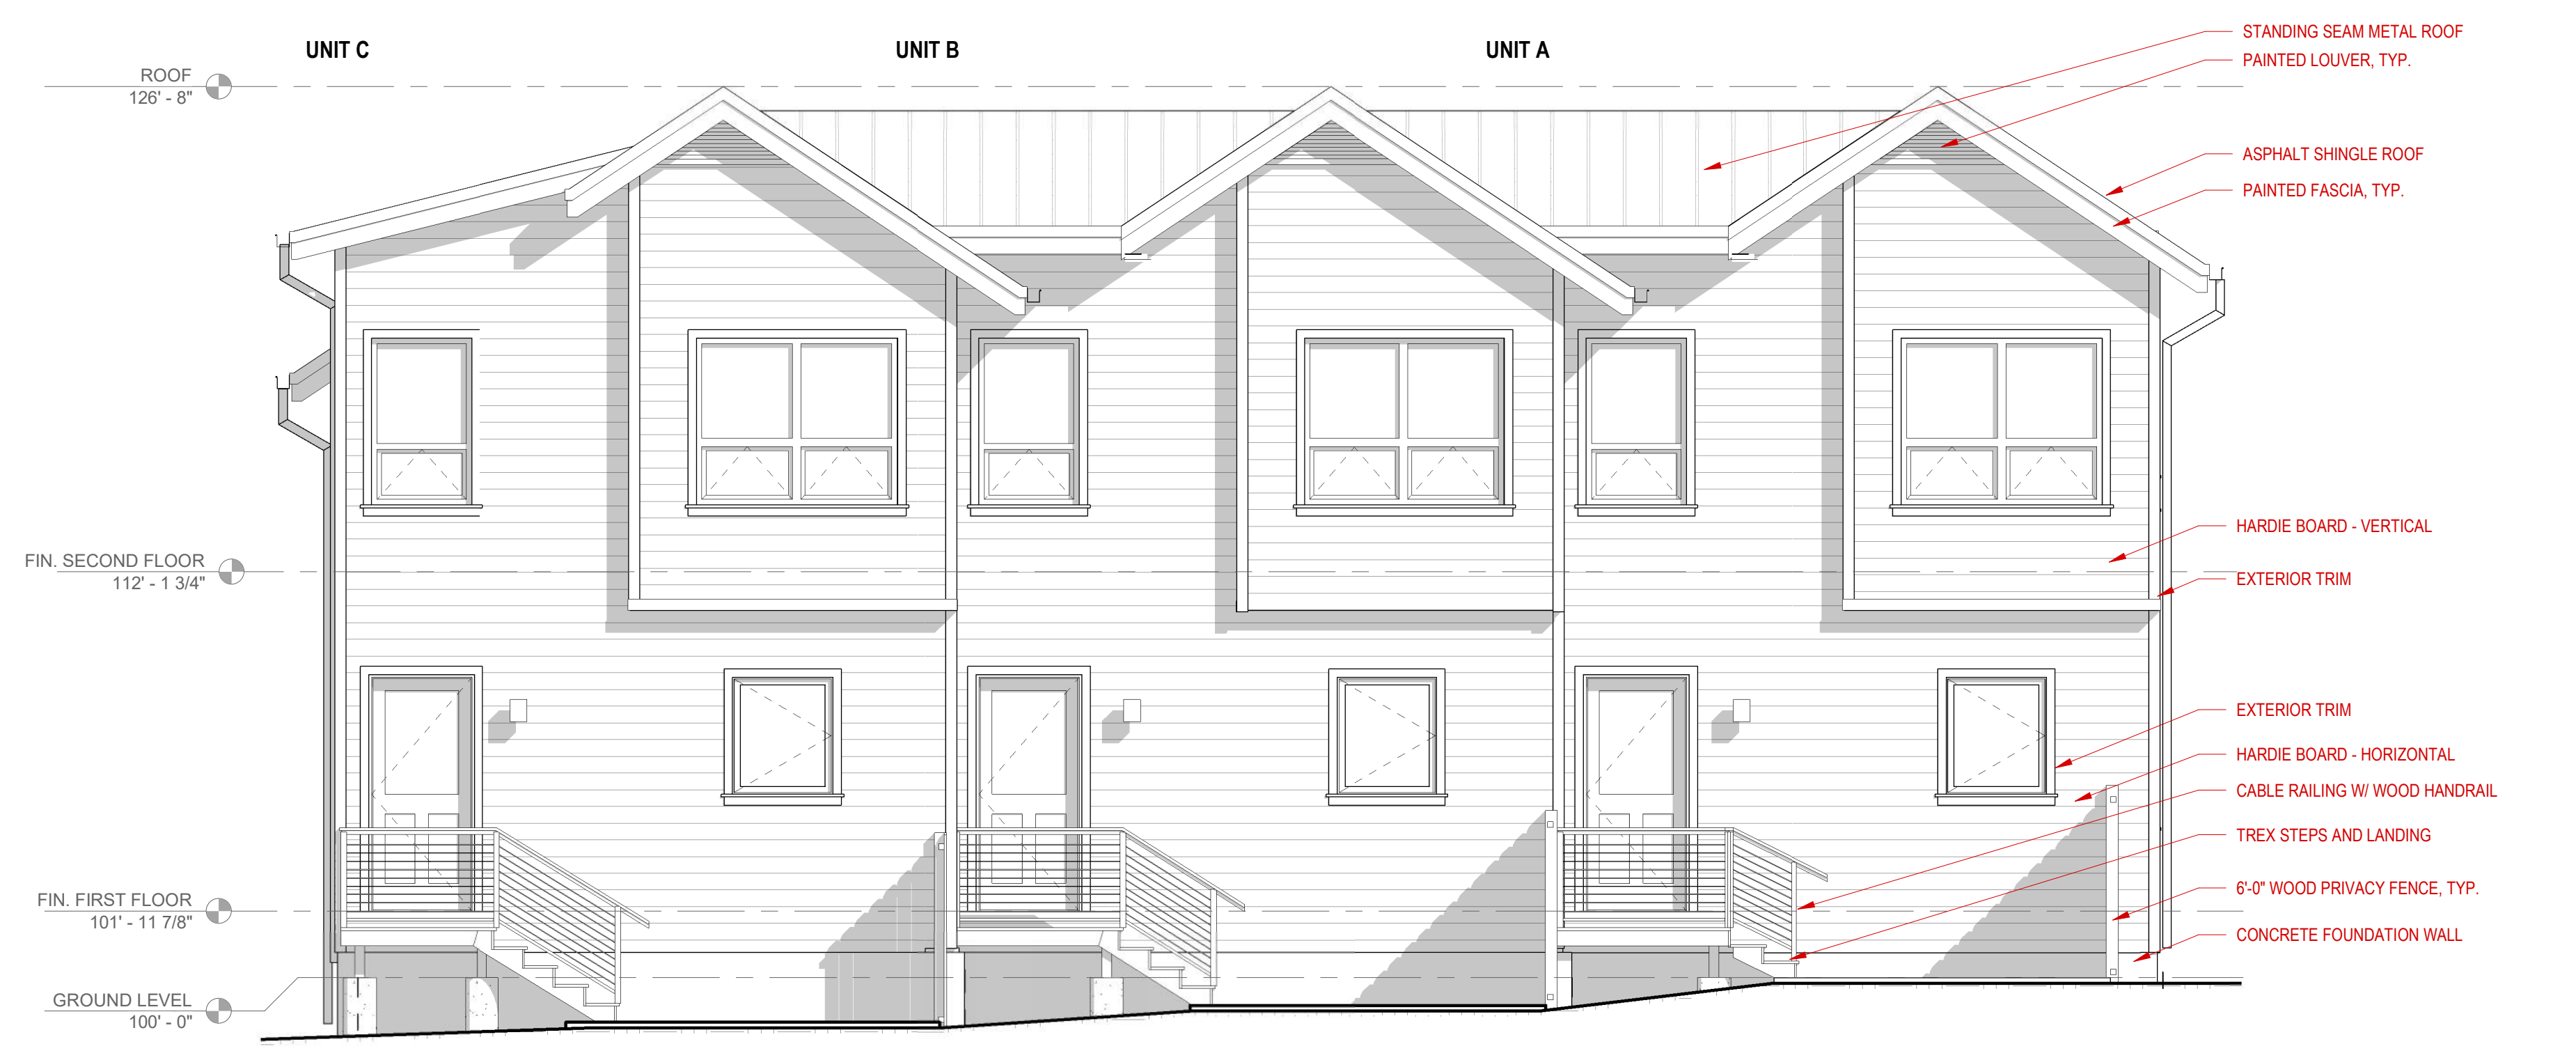 UNIT C
UNIT B
UNIT A
STANDING SEAM METAL ROOF
PAINTED LOUVER, TYP.
ROOF
126' - 8"
ASPHALT SHINGLE ROOF
PAINTED FASCIA, TYP.
HARDIE BOARD - VERTICAL
FIN. SECOND FLOOR
112' - 1 3/4"
EXTERIOR TRIM
EXTERIOR TRIM
HARDIE BOARD - HORIZONTAL
CABLE RAILING W/ WOOD HANDRAIL
TREX STEPS AND LANDING
6'-0" WOOD PRIVACY FENCE, TYP.
FIN. FIRST FLOOR
101' - 11 7/8"
CONCRETE FOUNDATION WALL
GROUND LEVEL
100' - 0"